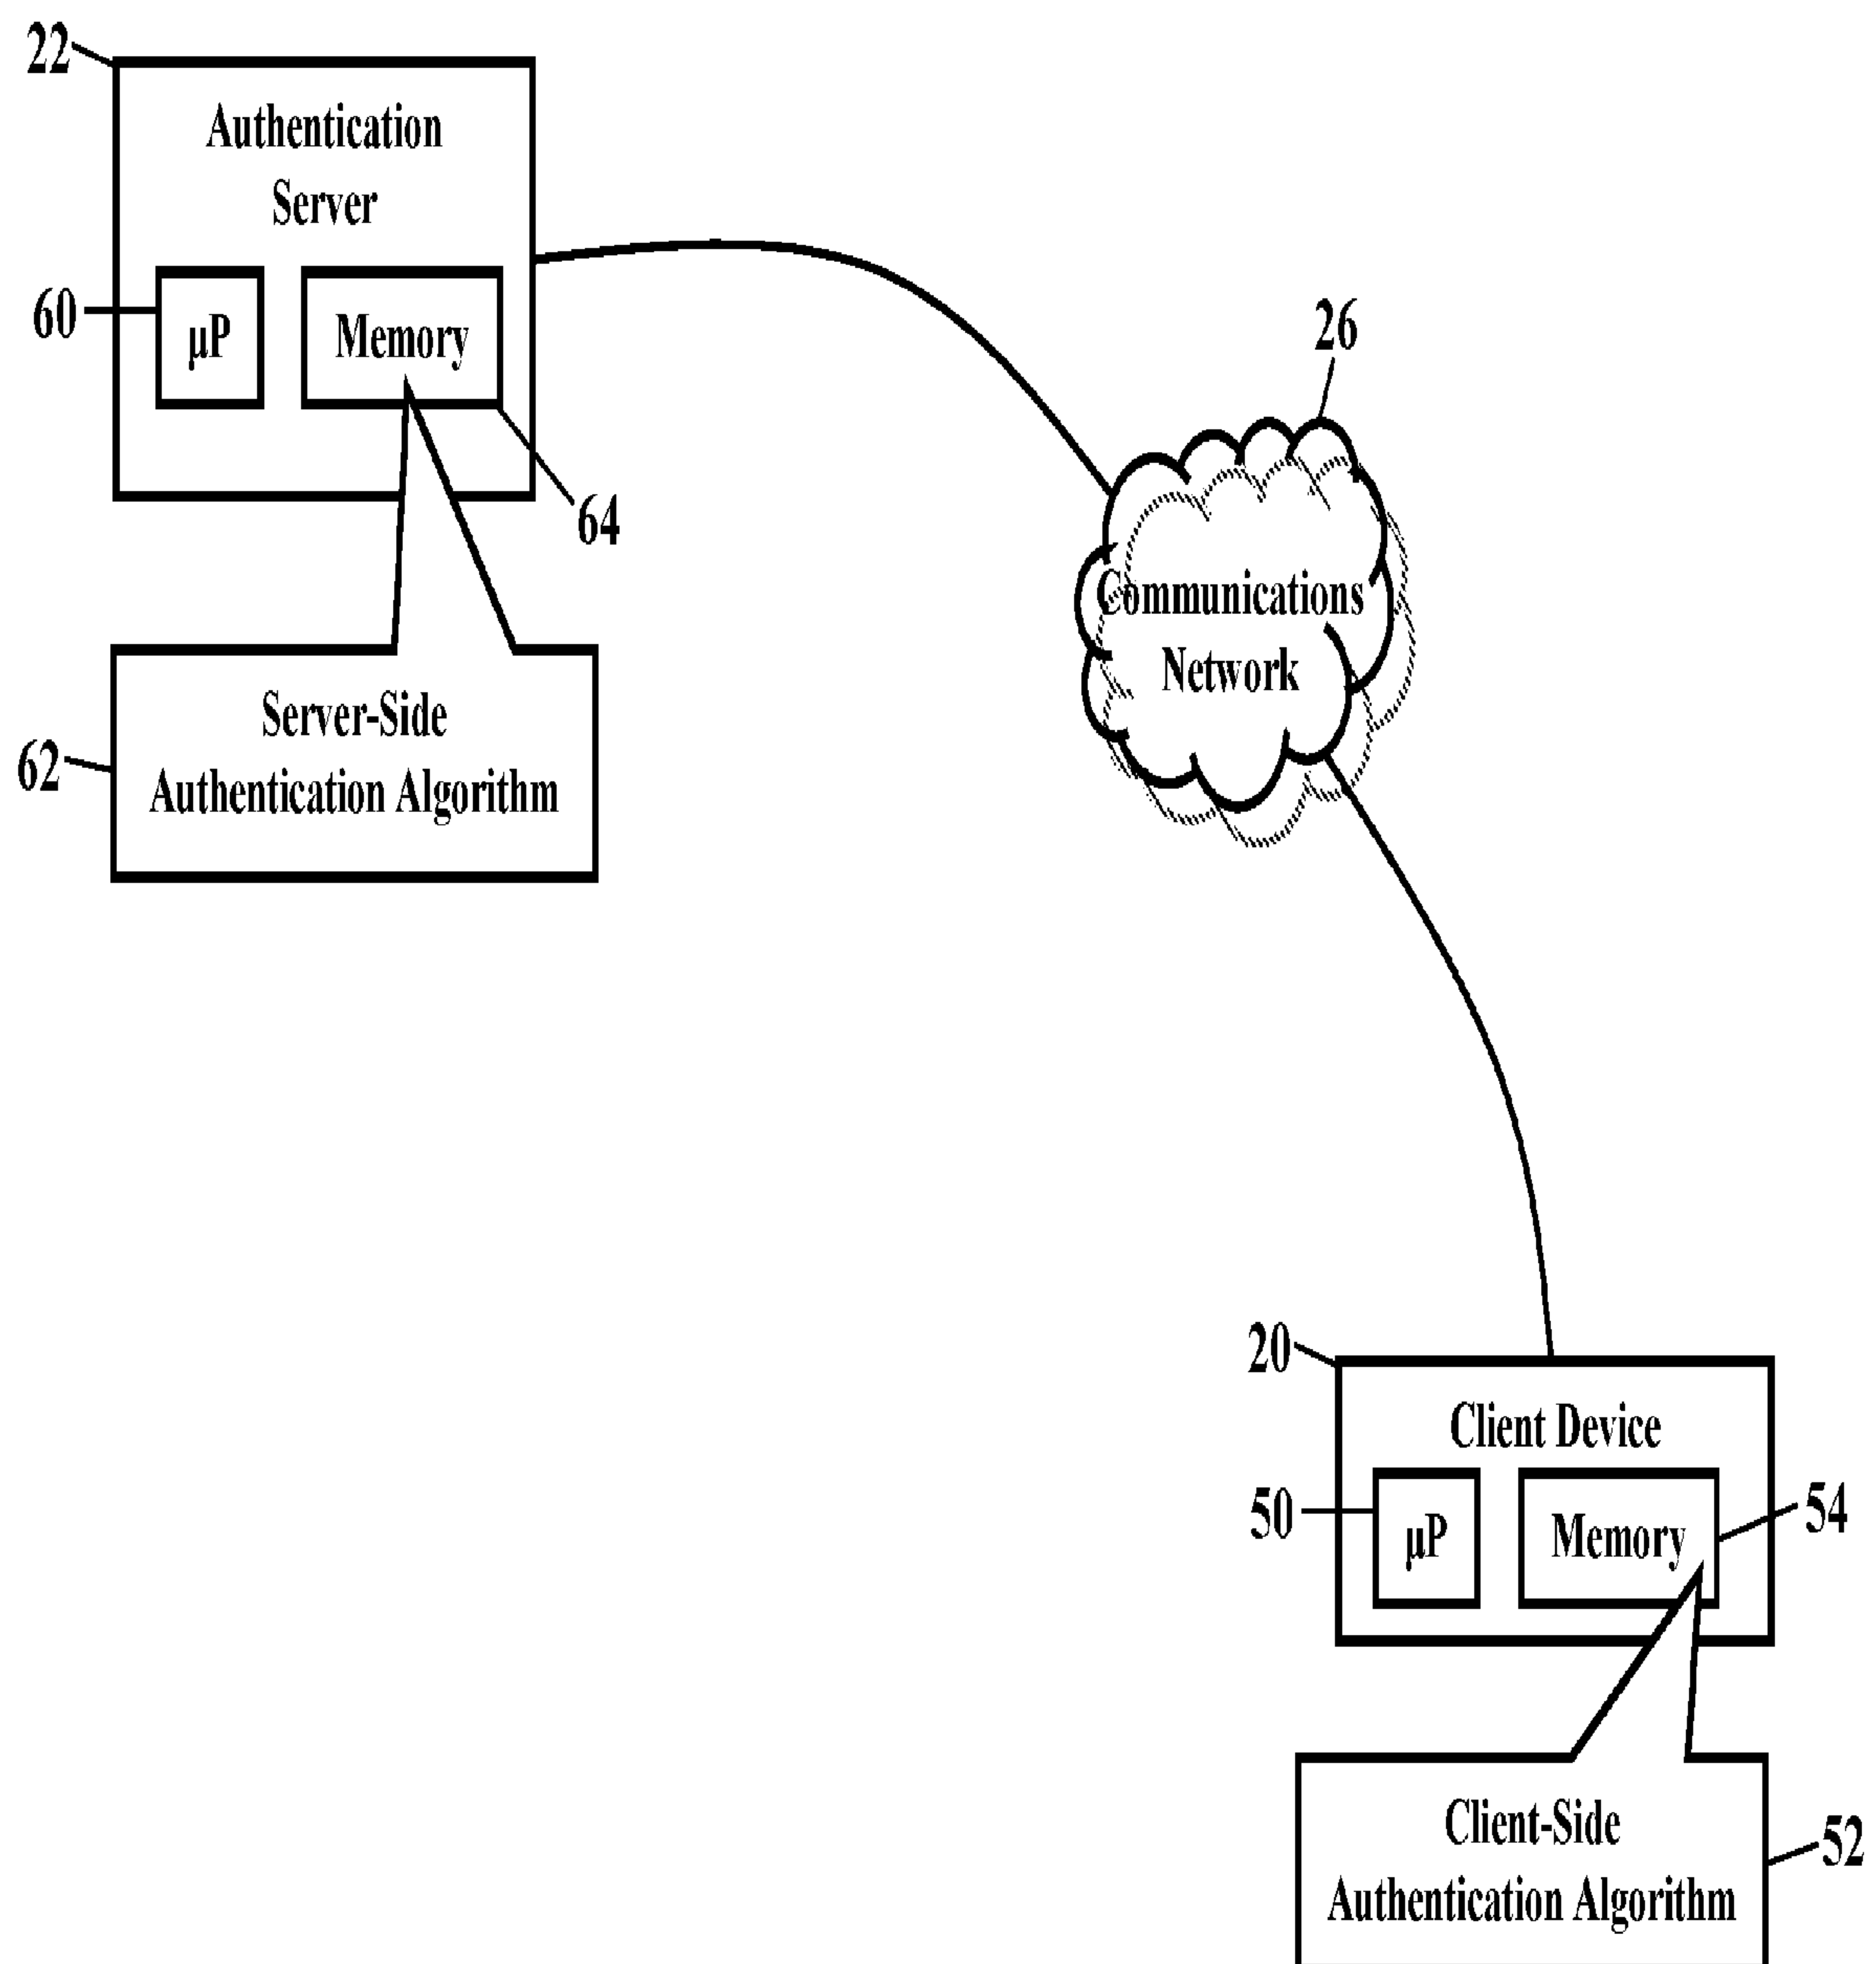 22
Authentication
Server
60
µP
Memory
64
26
Communications
Network
Server-Side
62
Authentication Algorithm
20
Client Device
50
µP
Memory
54
Client-Side
52
Authentication Algorithm